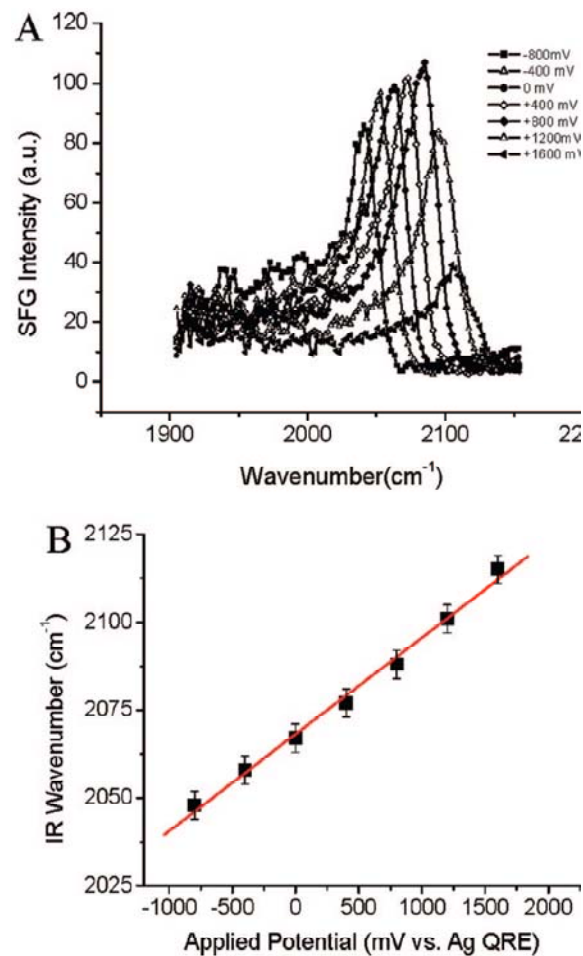 A
120
100
80
60
40
20
0
SFG Intensity (a.u.)
1900
2000
2100
Wavenumber(cm⁻¹)
-800mV
-400 mV
0 mV
+400 mV
+800 mV
+1200mV
+1600 mV
B
2125
2100
2075
2050
2025
IR Wavenumber (cm⁻¹)
-1000 -500 0 500 1000 1500 2000
Applied Potential (mV vs. Ag QRE)